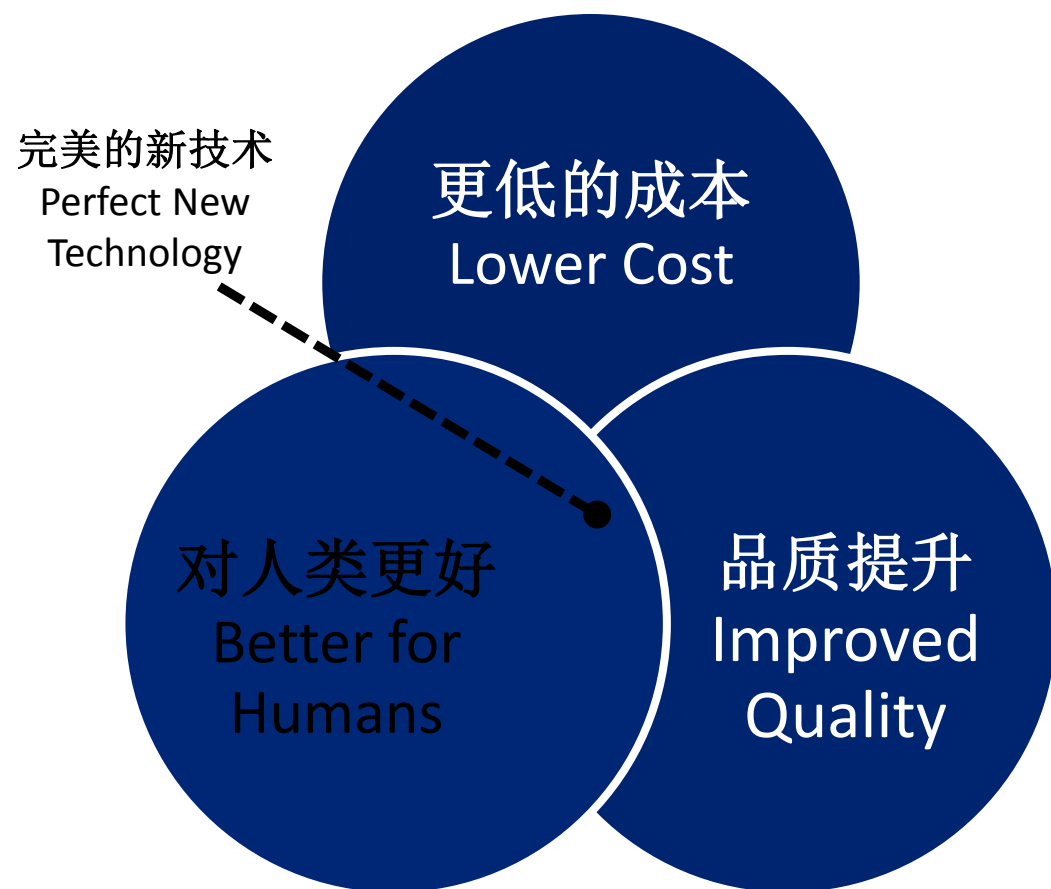 完美的新技术
Perfect New
Technology
更低的成本
Lower Cost
对人类更好
Better for
Humans
品质提升
Improved
Quality